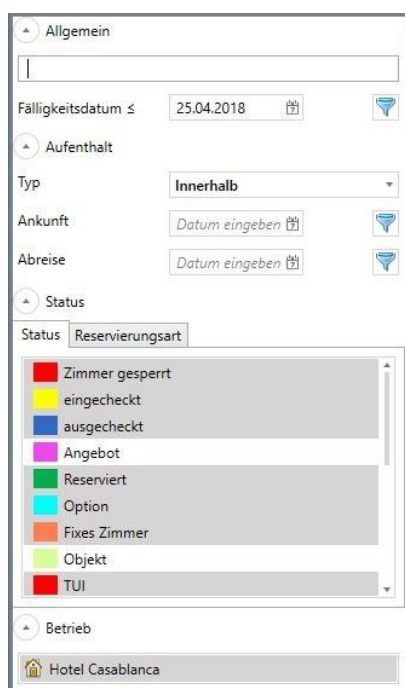 Allgemein
Fälligkeitsdatum ≤ 25.04.2018
Aufenthalt
Typ Innerhalb
Ankunft Datum eingeben
Abreise Datum eingeben
Status
Status Reservierungsart
Zimmer gesperrt
eingecheckt
ausgecheckt
Angebot
Reserviert
Option
Fixes Zimmer
Objekt
TUI
Betrieb
Hotel Casablanca